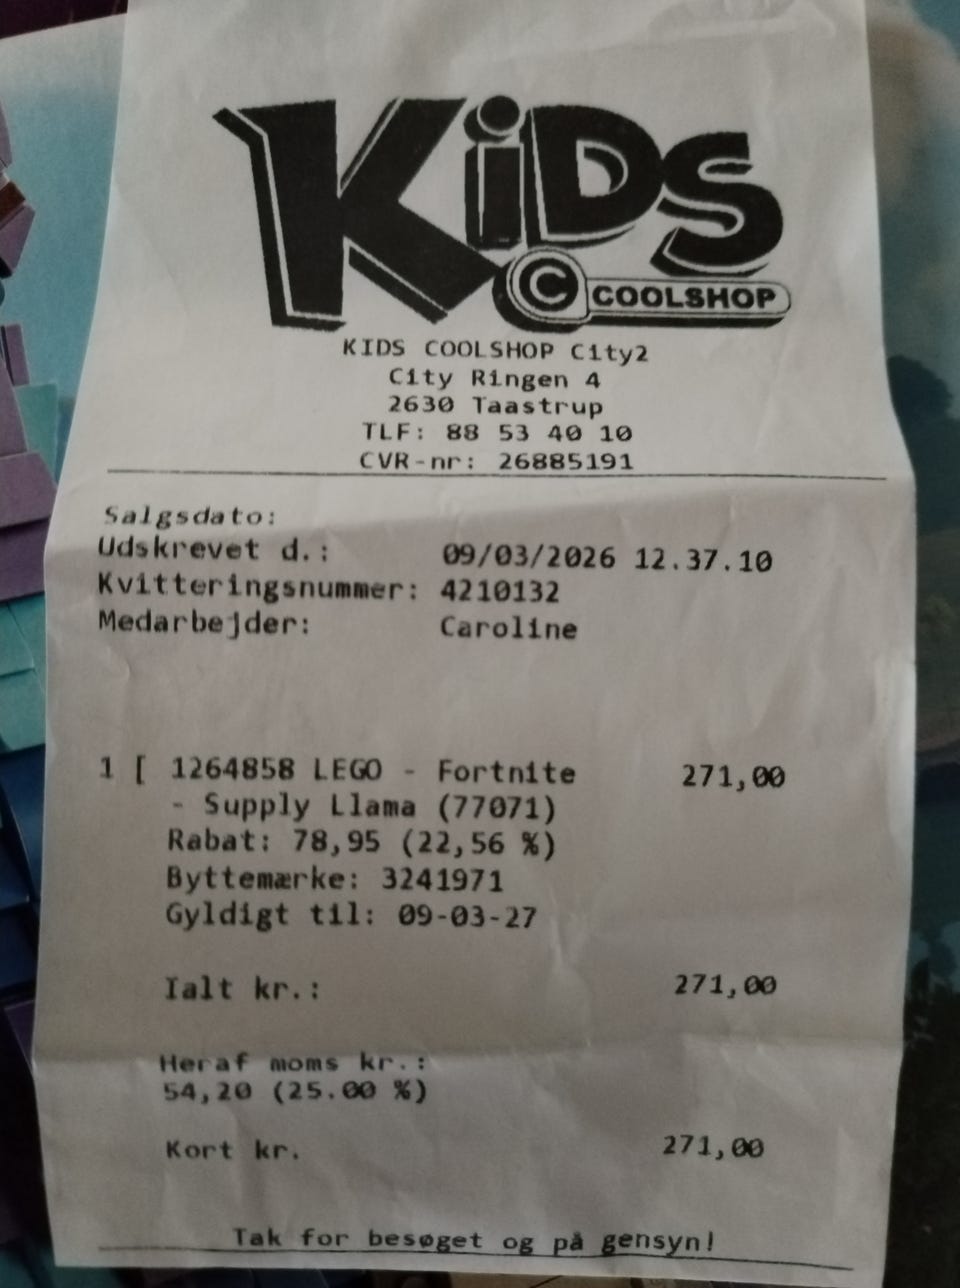 KiDS
C COOLSHOP
KIDS COOLSHOP City2
City Ringen 4
2630 Taastrup
TLF: 88 53 40 10
CVR-nr: 26885191
Salgsdato:
Udskrevet d.: 09/03/2026 12.37.10
Kvitteringsnummer: 4210132
Medarbejder: Caroline
1 [ 1264858 LEGO - Fortnite 271,00
- Supply Llama (77071)
Rabat: 78,95 (22,56 %)
Byttemærke: 3241971
Gyldigt til: 09-03-27
Ialt kr.: 271,00
Heraf moms kr.:
54,20 (25.00 %)
Kort kr. 271,00
Tak for besøget og på gensyn!